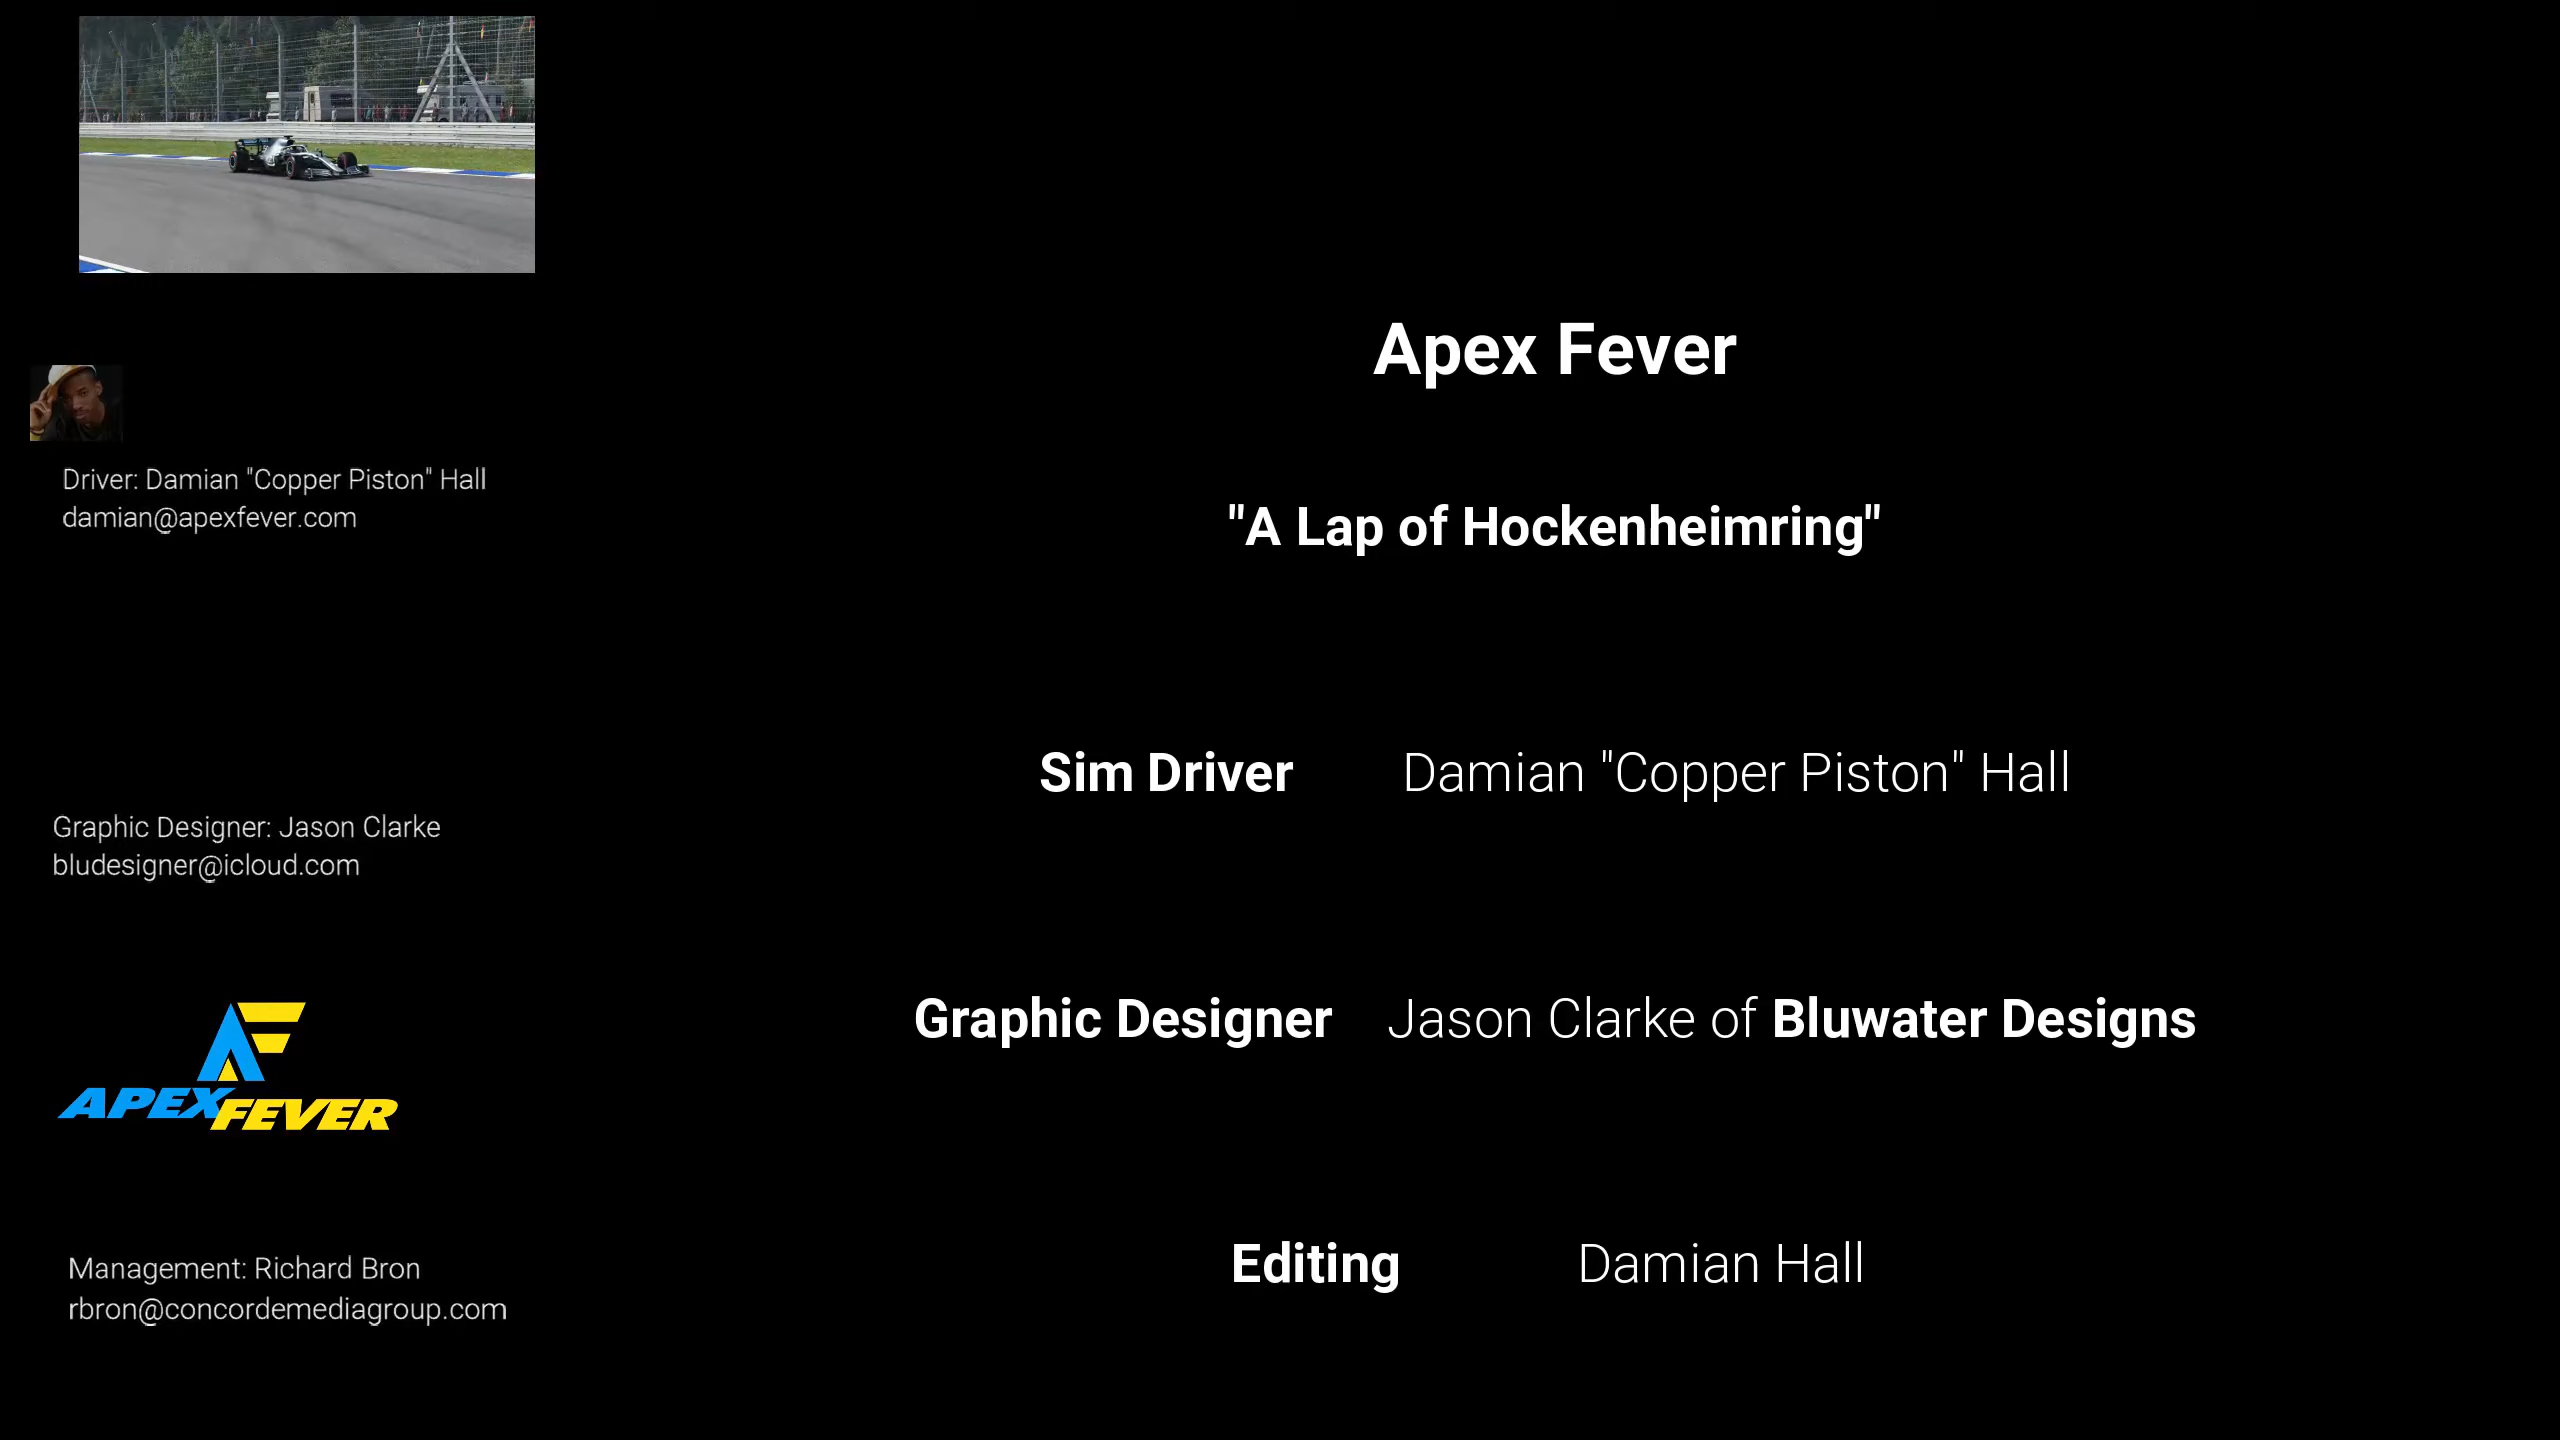 Driver: Damian "Copper Piston" Hall
damian@apexfever.com
Graphic Designer: Jason Clarke
bludesigner@icloud.com
AF
APEX FEVER
Management: Richard Bron
rbron@concordemediagroup.com
Apex Fever
"A Lap of Hockenheimring"
Sim Driver Damian "Copper Piston" Hall
Graphic Designer Jason Clarke of Bluwater Designs
Editing Damian Hall